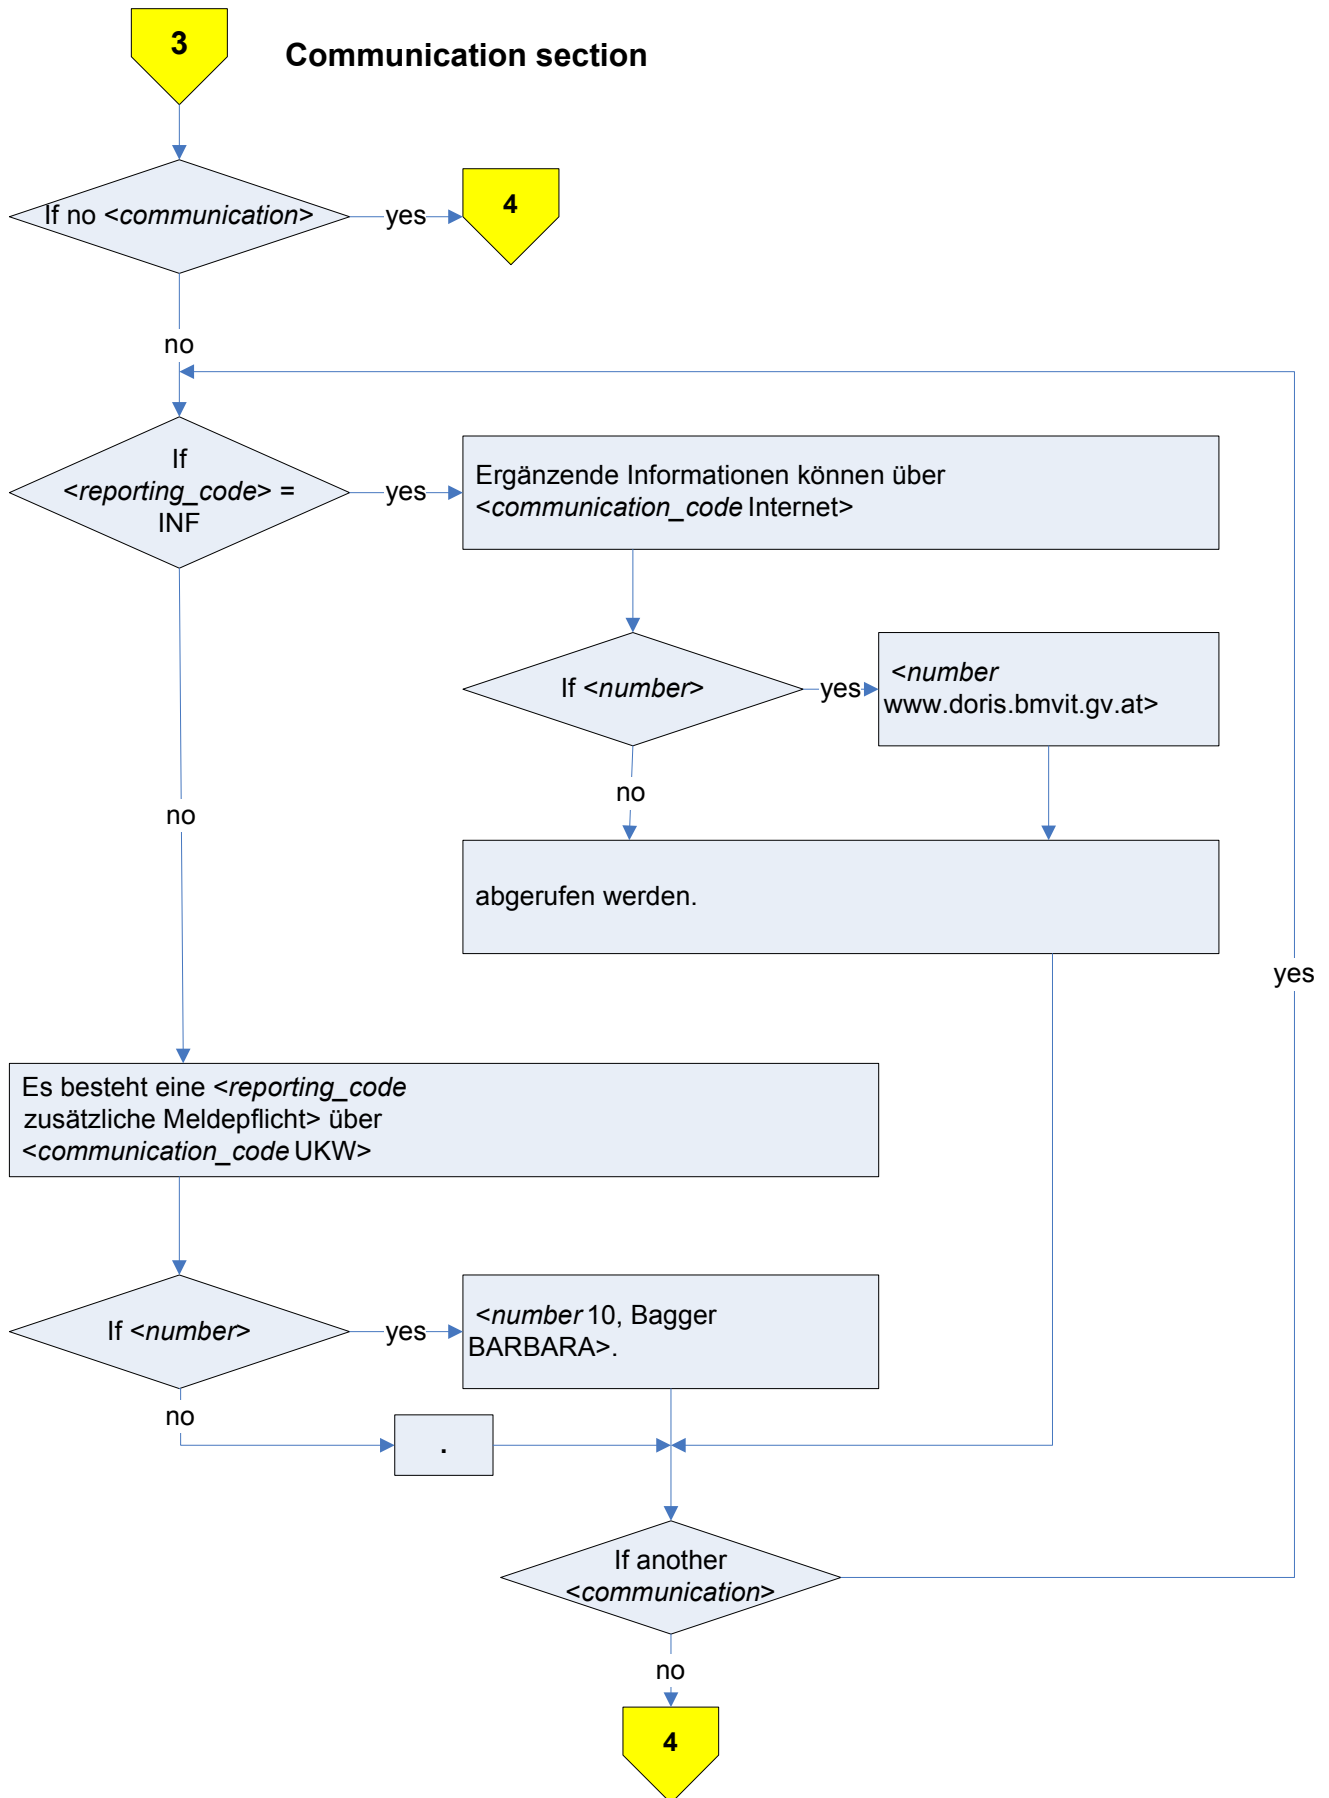 3
Communication section
If no <communication>
yes
4
no
If
<reporting_code> =
INF
yes
Ergänzende Informationen können über
<communication_code Internet>
If <number>
yes
<number
www.doris.bmvit.gv.at>
no
no
abgerufen werden.
yes
Es besteht eine <reporting_code
zusätzliche Meldepflicht> über
<communication_code UKW>
If <number>
yes
<number 10, Bagger
BARBARA>.
no
.
If another
<communication>
no
4